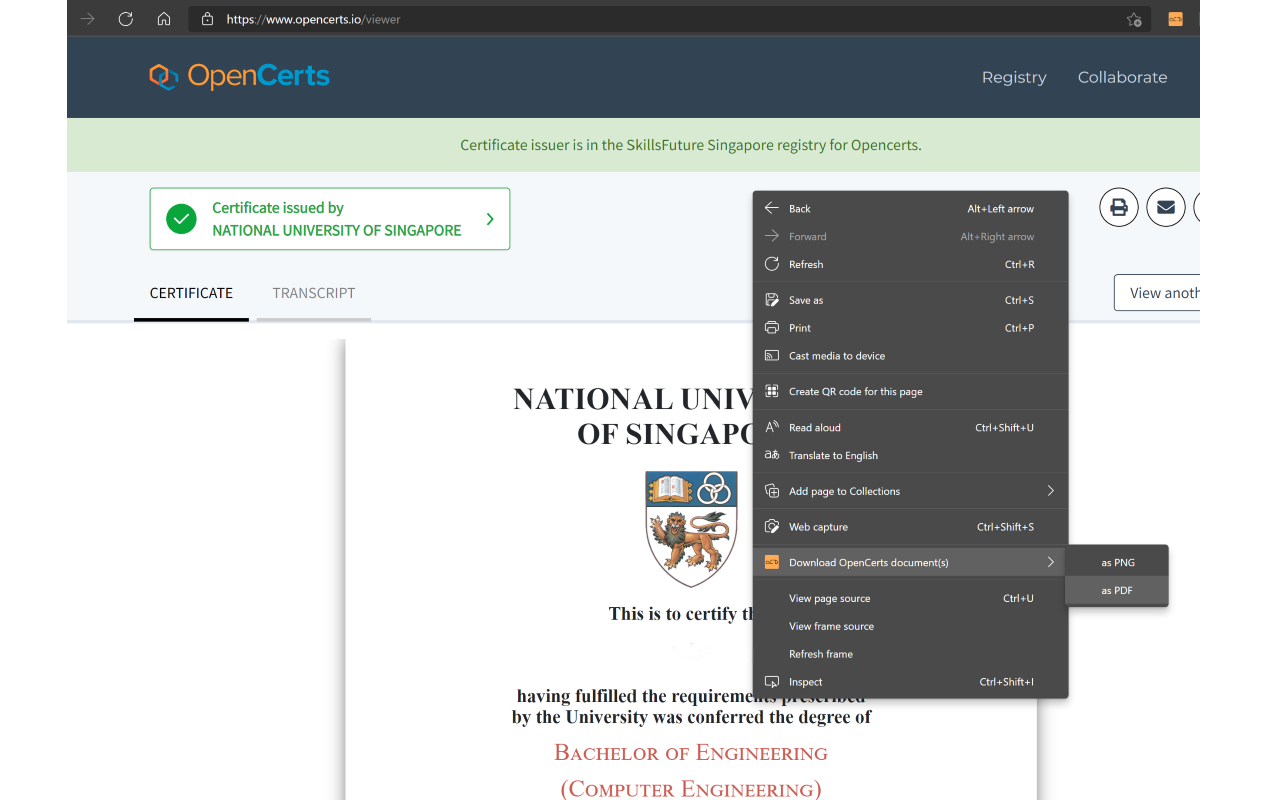 https://www.opencerts.io/viewer
OCD
OpenCerts
Registry
Collaborate
Certificate issuer is in the SkillsFuture Singapore registry for Opencerts.
Certificate issued by
NATIONAL UNIVERSITY OF SINGAPORE
CERTIFICATE
TRANSCRIPT
View anoth
NATIONAL UNIV
OF SINGAPO
This is to certify th
having fulfilled the requirements prescribed
by the University was conferred the degree of
Bachelor of Engineering
(Computer Engineering)
Back Alt+Left arrow
Forward Alt+Right arrow
Refresh Ctrl+R
Save as Ctrl+S
Print Ctrl+P
Cast media to device
Create QR code for this page
Read aloud Ctrl+Shift+U
Translate to English
Add page to Collections
Web capture Ctrl+Shift+S
OCD Download OpenCerts document(s)
as PNG
as PDF
View page source Ctrl+U
View frame source
Refresh frame
Inspect Ctrl+Shift+I